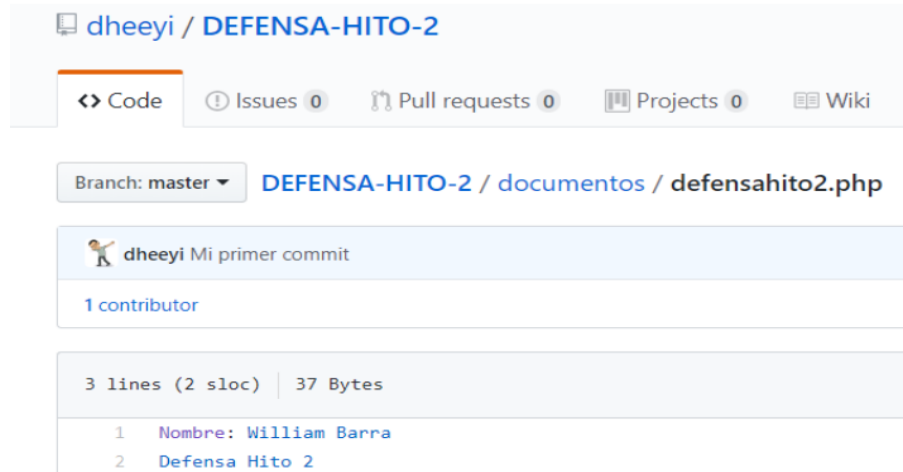 dheeyi / DEFENSA-HITO-2
<> Code Issues 0 Pull requests 0 Projects 0 Wiki
Branch: master DEFENSA-HITO-2 / documentos / defensahito2.php
dheeyi Mi primer commit
1 contributor
3 lines (2 sloc) 37 Bytes
1 Nombre: William Barra
2 Defensa Hito 2